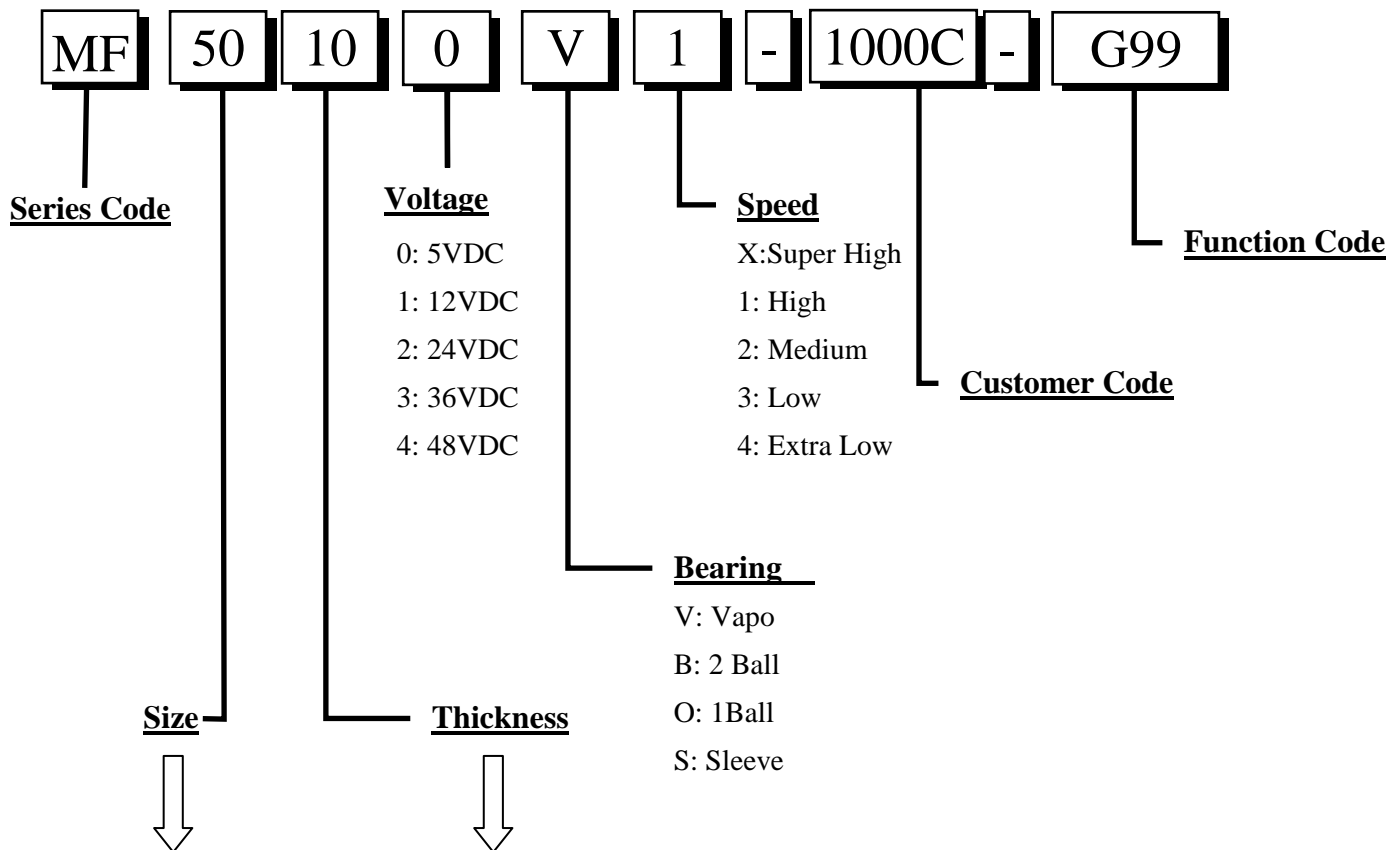 MF 50 10 0 V 1 - 1000C - G99
Series Code
Voltage
0: 5VDC
1: 12VDC
2: 24VDC
3: 36VDC
4: 48VDC
Speed
X:Super High
1: High
2: Medium
3: Low
4: Extra Low
Function Code
Customer Code
Bearing
V: Vapo
B: 2 Ball
O: 1Ball
S: Sleeve
Size
Thickness